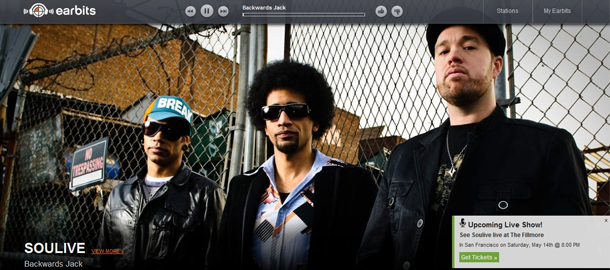 earbits
Backwards Jack
Stations
My Earbits
BREAK
NO
TRESPASSING
SOULIVE VIEW MORE
Backwards Jack
x
Upcoming Live Show!
See Soulive live at The Fillmore
in San Francisco on Saturday, May 14th @ 8:00 PM
Get Tickets »